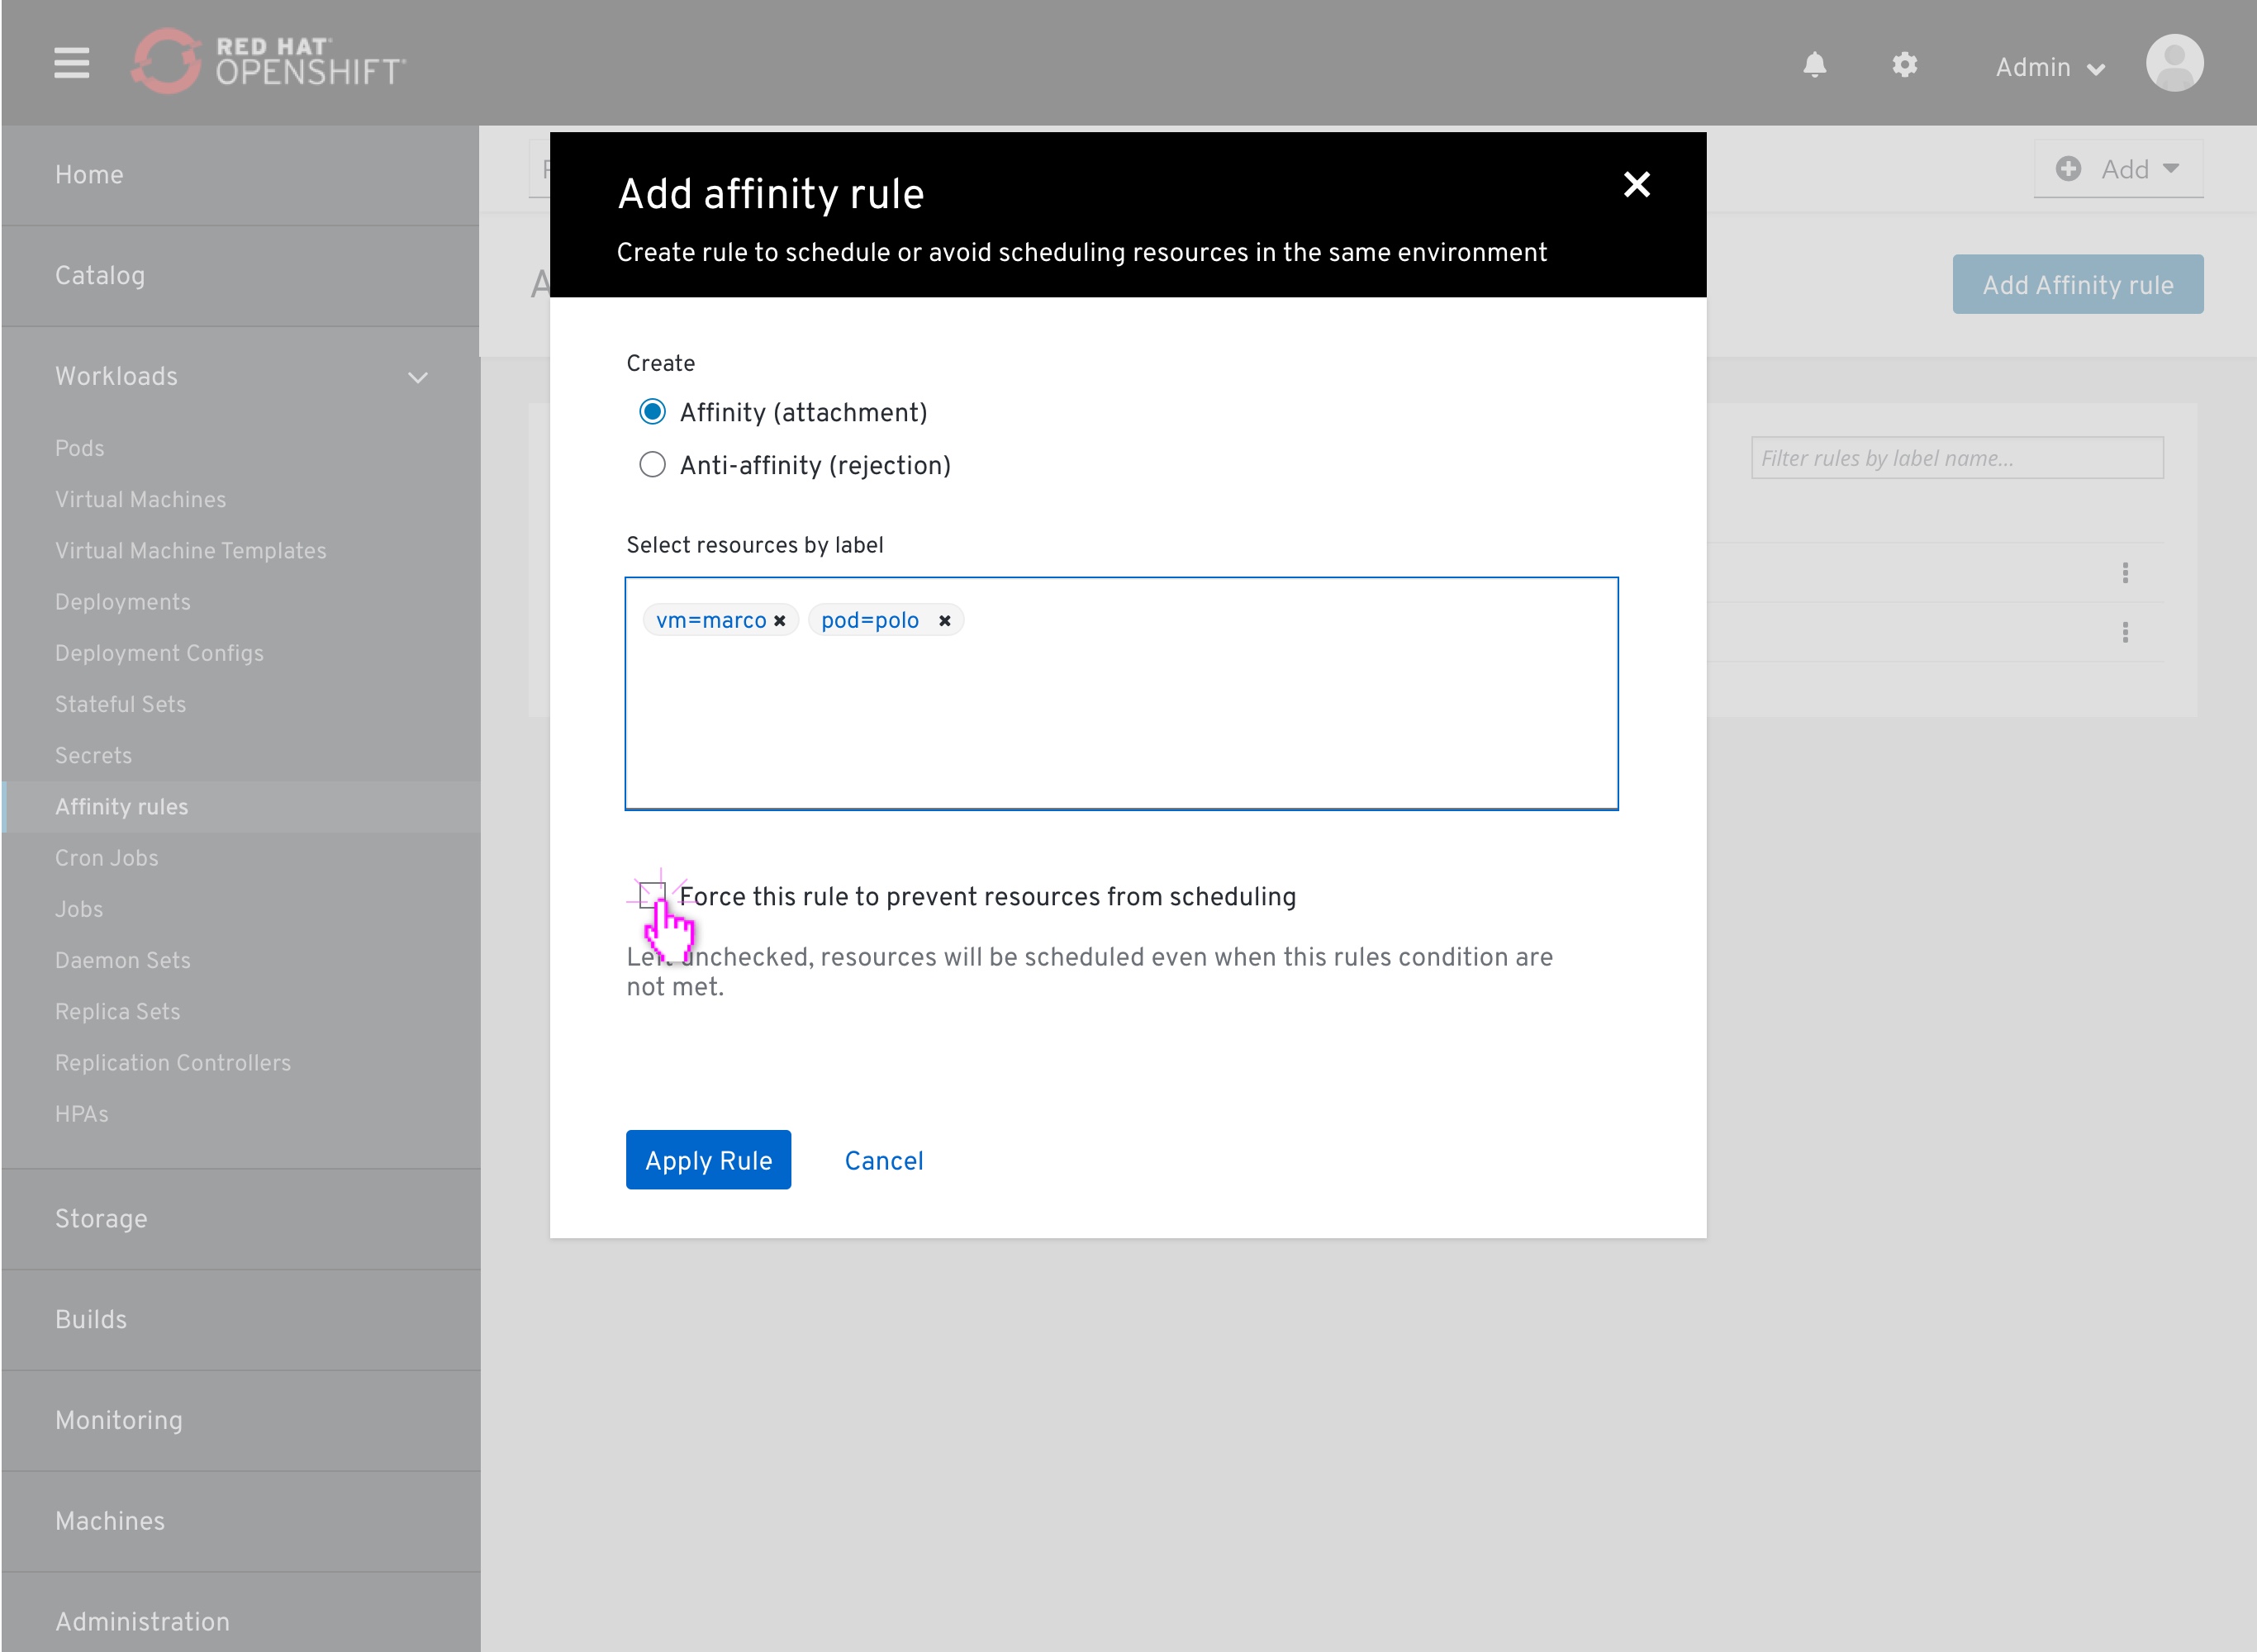 RED HAT
OPENSHIFT
Admin
Home
Catalog
Workloads
Pods
Virtual Machines
Virtual Machine Templates
Deployments
Deployment Configs
Stateful Sets
Secrets
Affinity rules
Cron Jobs
Jobs
Daemon Sets
Replica Sets
Replication Controllers
HPAs
Storage
Builds
Monitoring
Machines
Administration
Add
Add Affinity rule
Filter rules by label name...
Add affinity rule
Create rule to schedule or avoid scheduling resources in the same environment
Create
Affinity (attachment)
Anti-affinity (rejection)
Select resources by label
vm=marco pod=polo
Force this rule to prevent resources from scheduling
Left unchecked, resources will be scheduled even when this rules condition are
not met.
Apply Rule Cancel